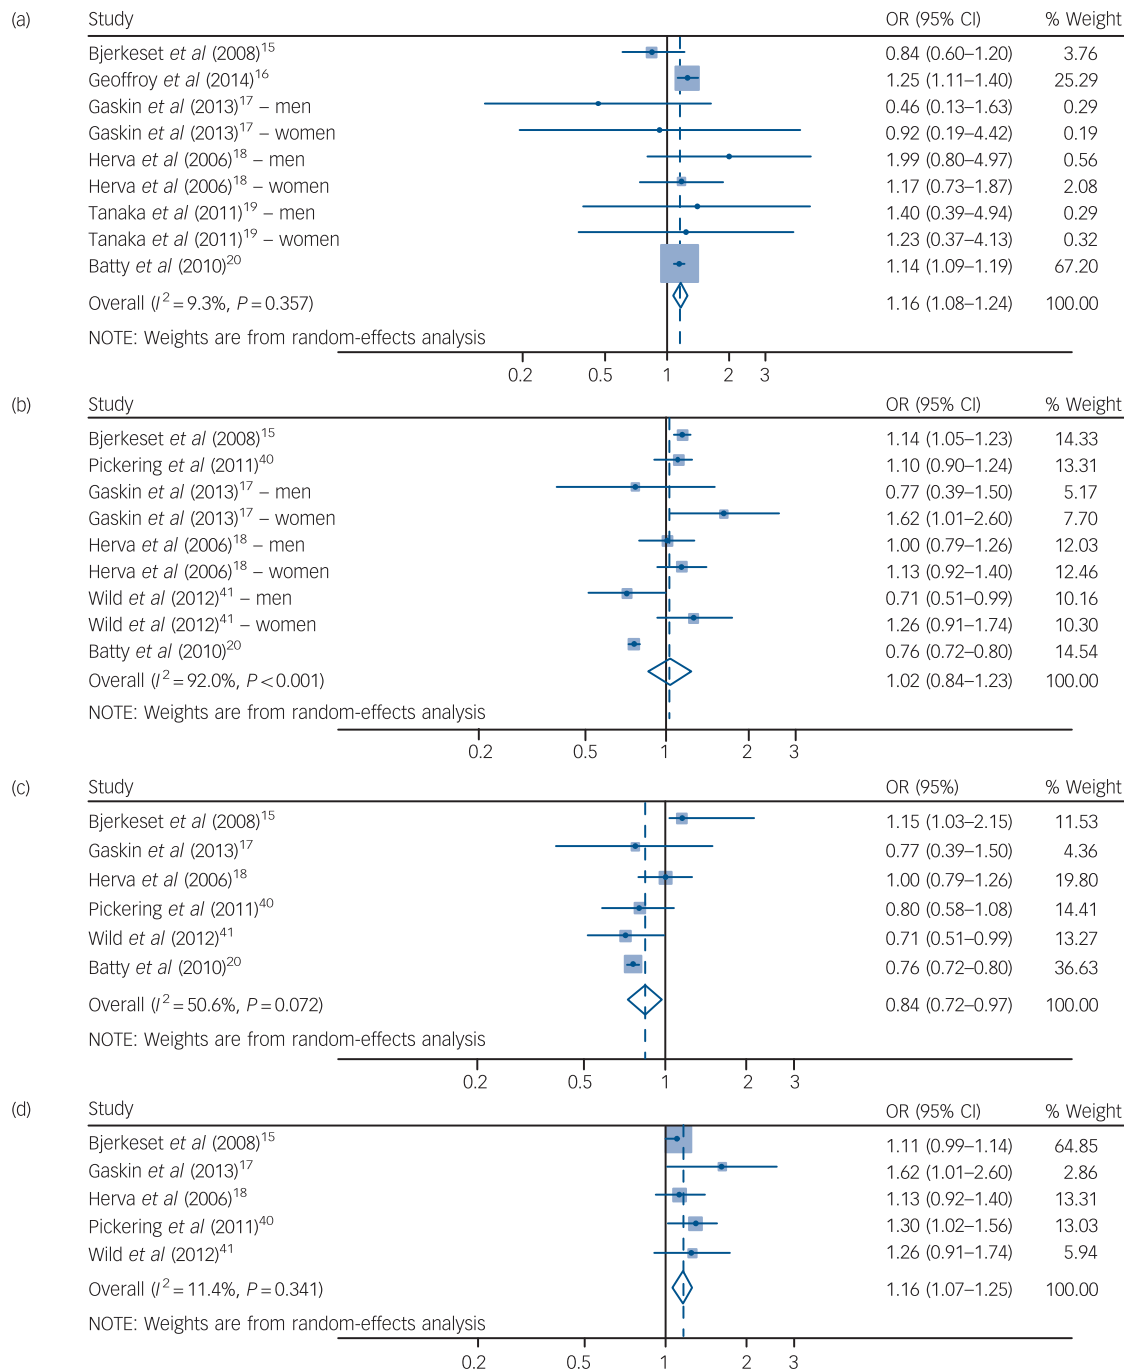 (a) Study OR (95% CI) % Weight
Bjerkeset et al (2008)15 0.84 (0.60–1.20) 3.76
Geoffroy et al (2014)16 1.25 (1.11–1.40) 25.29
Gaskin et al (2013)17 – men 0.46 (0.13–1.63) 0.29
Gaskin et al (2013)17 – women 0.92 (0.19–4.42) 0.19
Herva et al (2006)18 – men 1.99 (0.80–4.97) 0.56
Herva et al (2006)18 – women 1.17 (0.73–1.87) 2.08
Tanaka et al (2011)19 – men 1.40 (0.39–4.94) 0.29
Tanaka et al (2011)19 – women 1.23 (0.37–4.13) 0.32
Batty et al (2010)20 1.14 (1.09–1.19) 67.20
Overall (I2 = 9.3%, P = 0.357) 1.16 (1.08–1.24) 100.00
NOTE: Weights are from random-effects analysis
0.2 0.5 1 2 3
(b) Study OR (95% CI) % Weight
Bjerkeset et al (2008)15 1.14 (1.05–1.23) 14.33
Pickering et al (2011)40 1.10 (0.90–1.24) 13.31
Gaskin et al (2013)17 – men 0.77 (0.39–1.50) 5.17
Gaskin et al (2013)17 – women 1.62 (1.01–2.60) 7.70
Herva et al (2006)18 – men 1.00 (0.79–1.26) 12.03
Herva et al (2006)18 – women 1.13 (0.92–1.40) 12.46
Wild et al (2012)41 – men 0.71 (0.51–0.99) 10.16
Wild et al (2012)41 – women 1.26 (0.91–1.74) 10.30
Batty et al (2010)20 0.76 (0.72–0.80) 14.54
Overall (I2 = 92.0%, P < 0.001) 1.02 (0.84–1.23) 100.00
NOTE: Weights are from random-effects analysis
0.2 0.5 1 2 3
(c) Study OR (95%) % Weight
Bjerkeset et al (2008)15 1.15 (1.03–2.15) 11.53
Gaskin et al (2013)17 0.77 (0.39–1.50) 4.36
Herva et al (2006)18 1.00 (0.79–1.26) 19.80
Pickering et al (2011)40 0.80 (0.58–1.08) 14.41
Wild et al (2012)41 0.71 (0.51–0.99) 13.27
Batty et al (2010)20 0.76 (0.72–0.80) 36.63
Overall (I2 = 50.6%, P = 0.072) 0.84 (0.72–0.97) 100.00
NOTE: Weights are from random-effects analysis
0.2 0.5 1 2 3
(d) Study OR (95% CI) % Weight
Bjerkeset et al (2008)15 1.11 (0.99–1.14) 64.85
Gaskin et al (2013)17 1.62 (1.01–2.60) 2.86
Herva et al (2006)18 1.13 (0.92–1.40) 13.31
Pickering et al (2011)40 1.30 (1.02–1.56) 13.03
Wild et al (2012)41 1.26 (0.91–1.74) 5.94
Overall (I2 = 11.4%, P = 0.341) 1.16 (1.07–1.25) 100.00
NOTE: Weights are from random-effects analysis
0.2 0.5 1 2 3